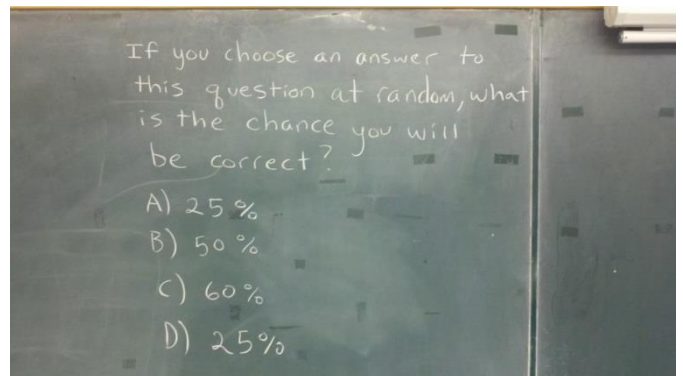 If you choose an answer to
this question at random, what
is the chance you will
be correct?
A) 25%
B) 50%
C) 60%
D) 25%